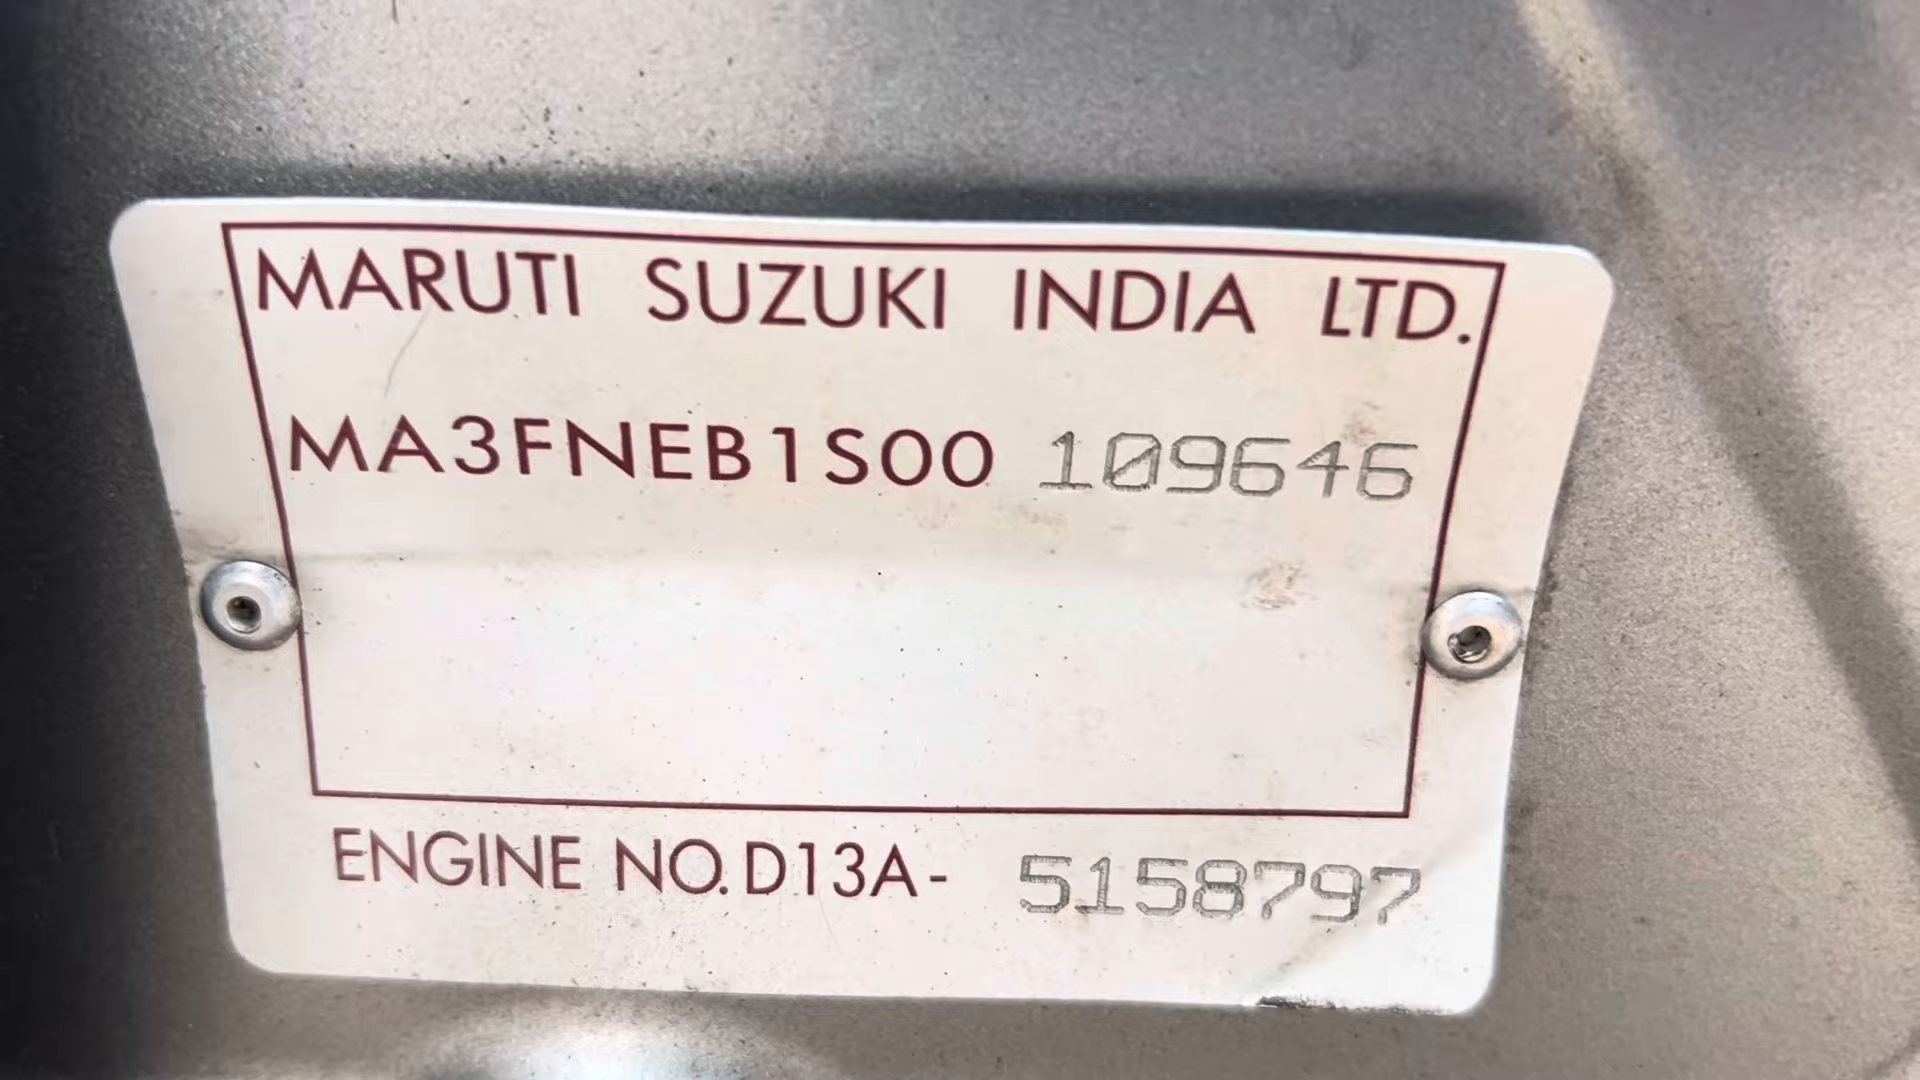 MARUTI SUZUKI INDIA LTD.
MA3FNEB1S00 109646
ENGINE NO. D13A- 5158797